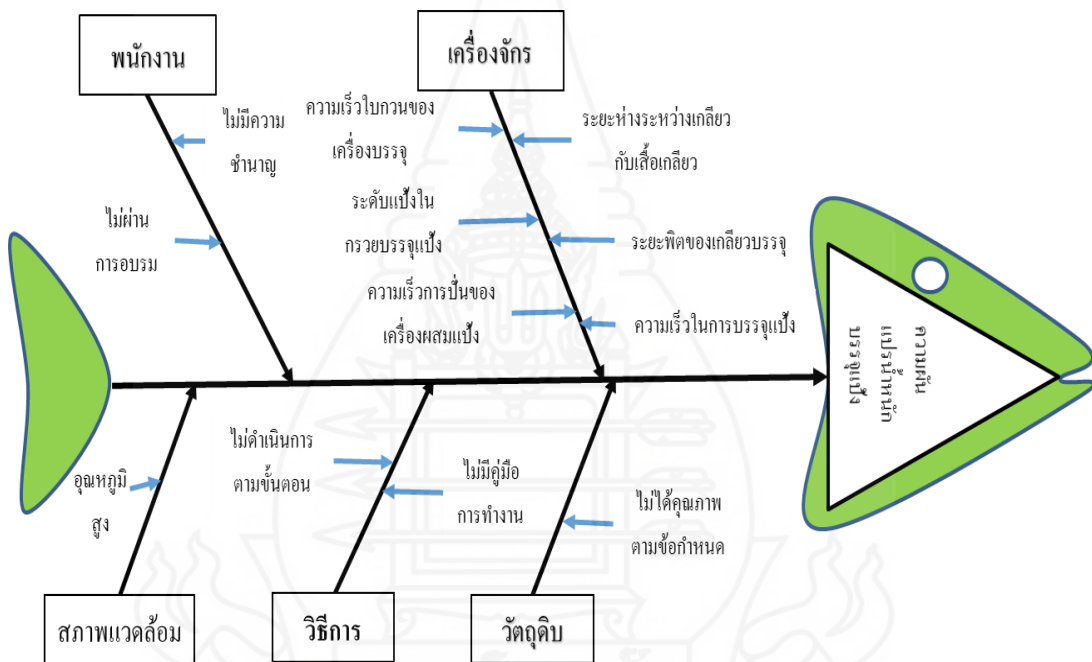 พนักงาน
เครื่องจักร
ไม่มีความ
ชำนาญ
ไม่ผ่าน
การอบรม
ความเร็วใบกวนของ
เครื่องบรรจุ
ระดับแป้งใน
กรวยบรรจุแป้ง
ความเร็วการปั่นของ
เครื่องผสมแป้ง
ระยะห่างระหว่างเกลียว
กับเสื้อเกลียว
ระยะพิตของเกลียวบรรจุ
ความเร็วในการบรรจุแป้ง
ความผัน
แปรน้ำหนัก
บรรจุแป้ง
อุณหภูมิ
สูง
ไม่ดำเนินการ
ตามขั้นตอน
ไม่มีคู่มือ
การทำงาน
ไม่ได้คุณภาพ
ตามข้อกำหนด
สภาพแวดล้อม
วิธีการ
วัตถุดิบ